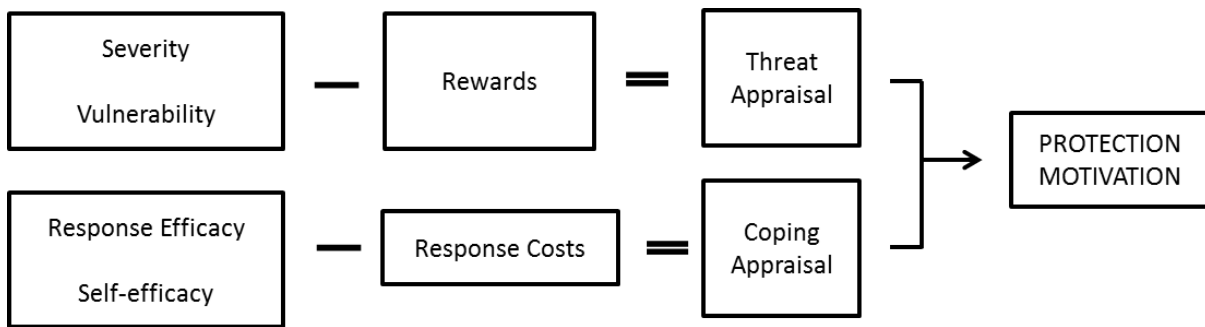 Severity
Vulnerability
Rewards
Threat
Appraisal
PROTECTION
MOTIVATION
Response Efficacy
Self-efficacy
Response Costs
Coping
Appraisal